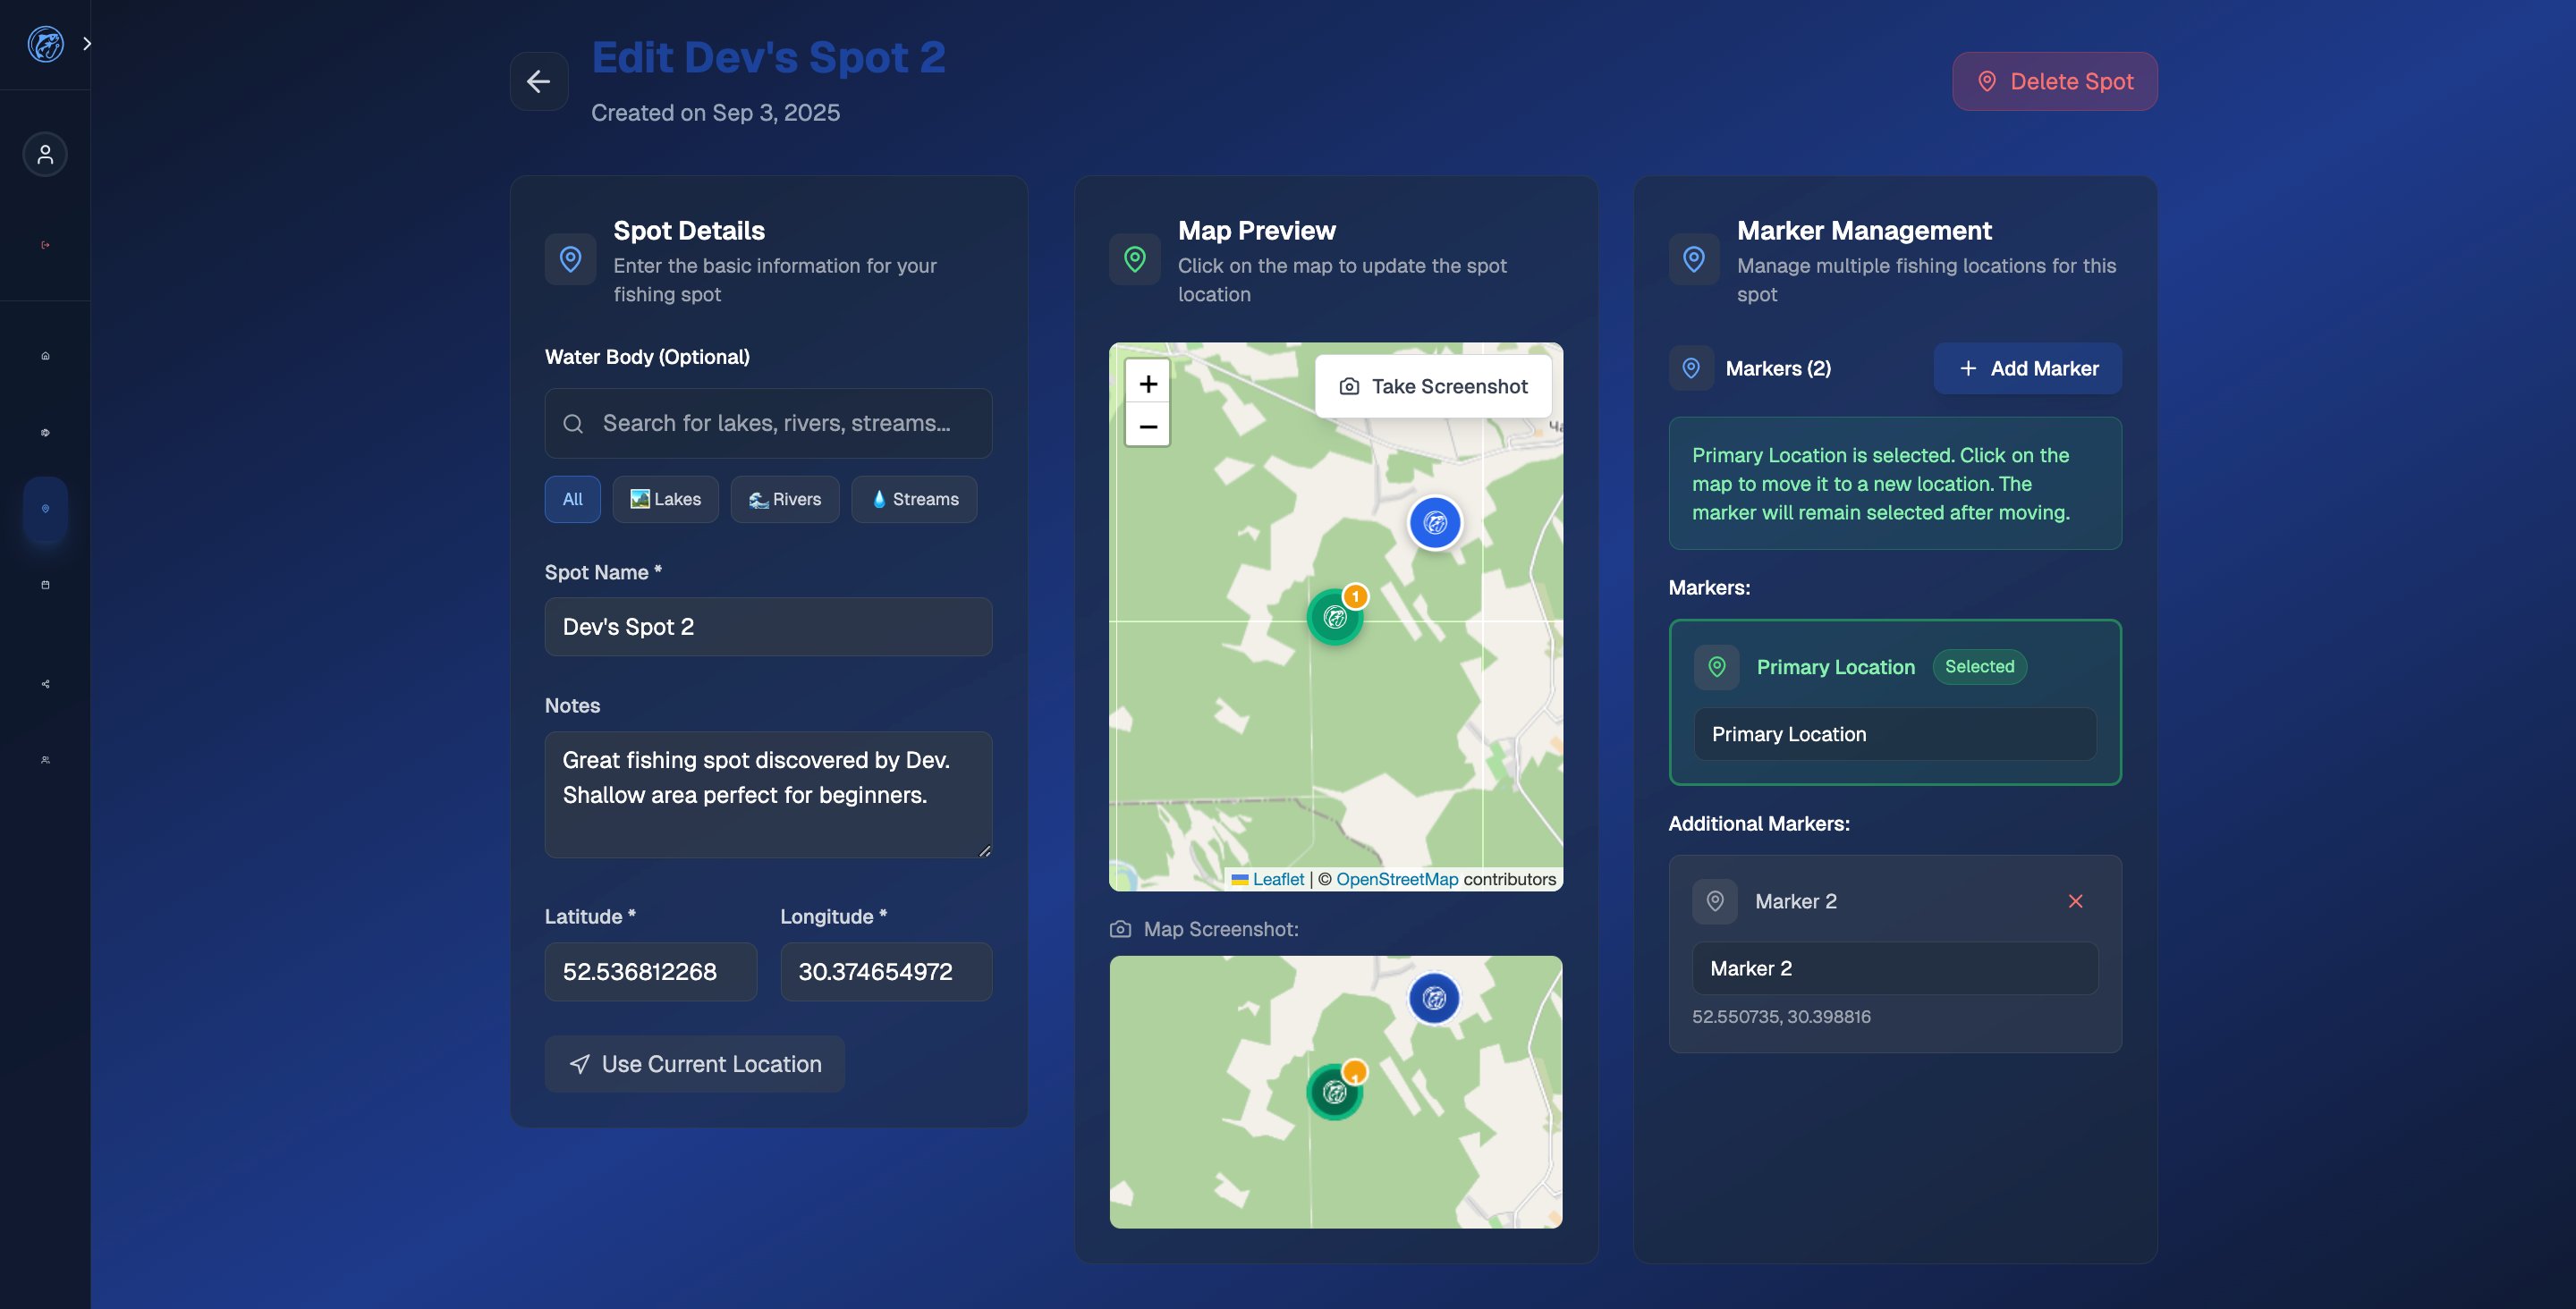 Edit Dev's Spot 2
Created on Sep 3, 2025
Delete Spot
Spot Details
Enter the basic information for your
fishing spot
Water Body (Optional)
Search for lakes, rivers, streams...
All
Lakes
Rivers
Streams
Spot Name *
Dev's Spot 2
Notes
Great fishing spot discovered by Dev.
Shallow area perfect for beginners.
Latitude *
Longitude *
52.536812268
30.374654972
Use Current Location
Map Preview
Click on the map to update the spot
location
+
−
Take Screenshot
1
Leaflet | © OpenStreetMap contributors
Map Screenshot:
Marker Management
Manage multiple fishing locations for this
spot
Markers (2)
+ Add Marker
Primary Location is selected. Click on the
map to move it to a new location. The
marker will remain selected after moving.
Markers:
Primary Location
Selected
Primary Location
Additional Markers:
Marker 2
Marker 2
52.550735, 30.398816